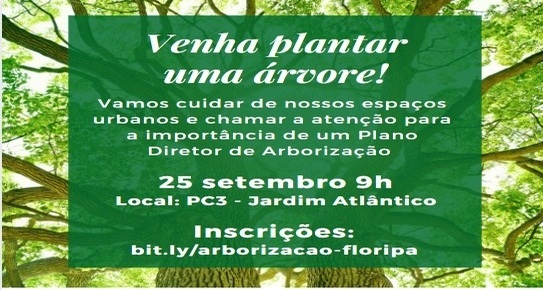 Venha plantar
uma árvore!
Vamos cuidar de nossos espaços
urbanos e chamar a atenção para
a importância de um Plano
Diretor de Arborização
25 setembro 9h
Local: PC3 - Jardim Atlântico
Inscrições:
bit.ly/arborizacao-floripa